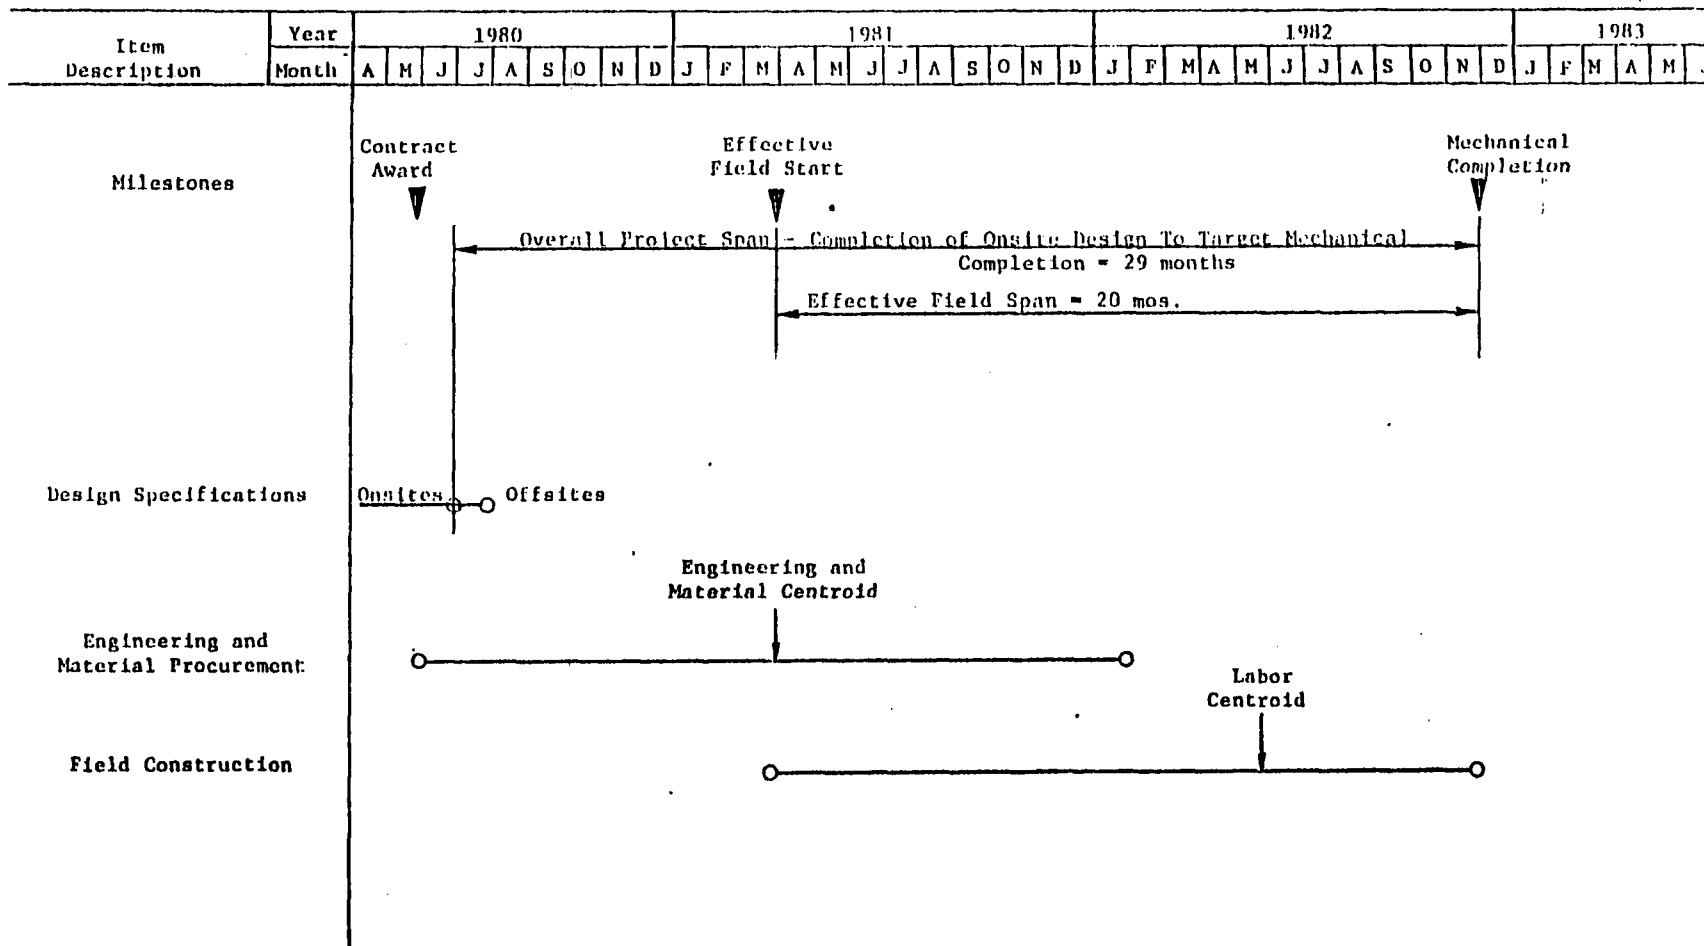 Item Description Year 1980 1981 1982 1983
Month A M J J A S O N D J F M A M J J A S O N D J F M A M J J A S O N D J F M A M J
Contract Award
Effective Field Start
Mechanical Completion
Milestones
Overall Project Span - Completion of Onsite Design To Target Mechanical
Completion = 29 months
Effective Field Span = 20 mos.
Design Specifications Onsites Offsites
Engineering and
Material Centroid
Engineering and
Material Procurement
Labor
Centroid
Field Construction